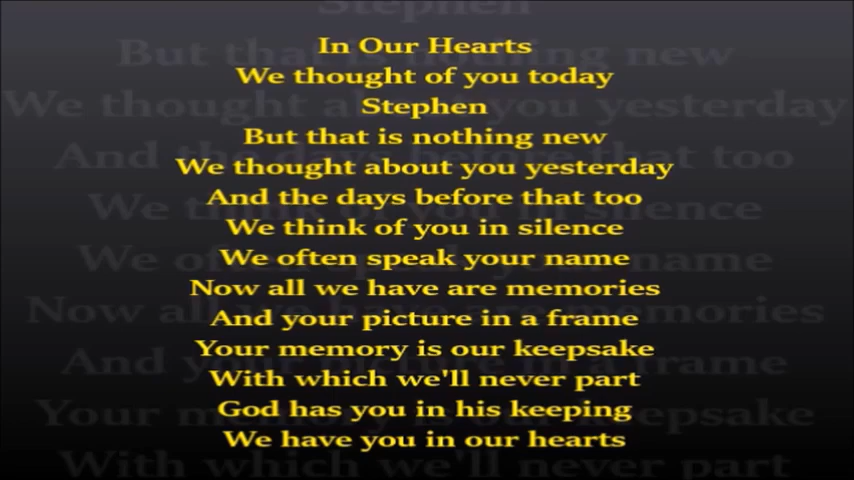 In Our Hearts
We thought of you today
Stephen
But that is nothing new
We thought about you yesterday
And the days before that too
We think of you in silence
We often speak your name
Now all we have are memories
And your picture in a frame
Your memory is our keepsake
With which we'll never part
God has you in his keeping
We have you in our hearts